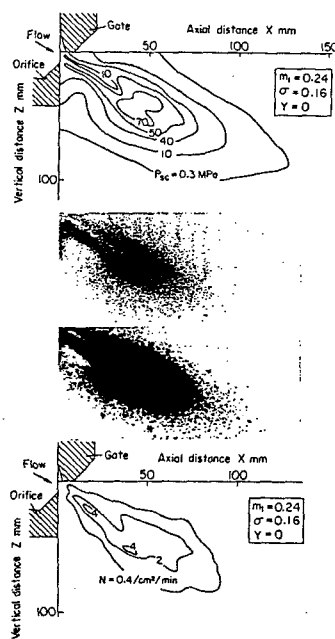 Axial distance X mm
Gate
Flow
50
100
150
Orifice
Vertical distance Z mm
m₁ = 0.24
σ = 0.16
Y = 0
10
70
50
40
10
Psc = 0.3 MPa
100
Gate
Axial distance X mm
Flow
50
100
150
Orifice
Vertical distance Z mm
m₁ = 0.24
σ = 0.16
Y = 0
4
4
2
N = 0.4/cm²/min
100